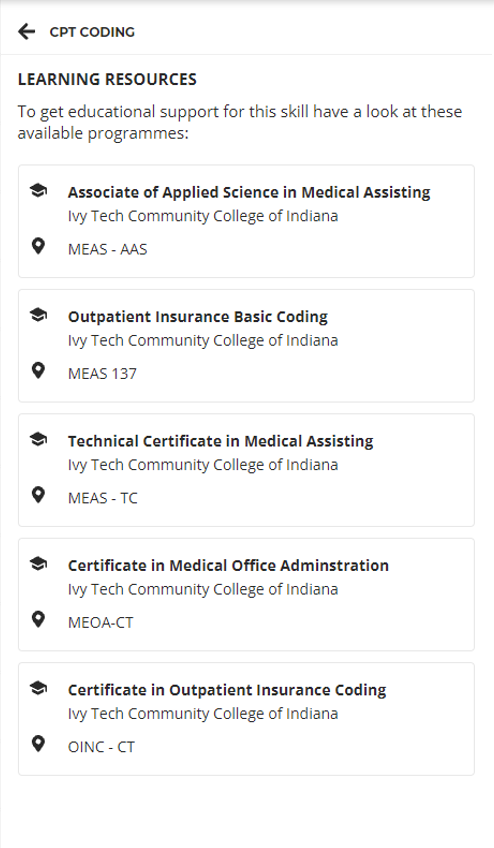 CPT CODING
LEARNING RESOURCES
To get educational support for this skill have a look at these
available programmes:
Associate of Applied Science in Medical Assisting
Ivy Tech Community College of Indiana
MEAS - AAS
Outpatient Insurance Basic Coding
Ivy Tech Community College of Indiana
MEAS 137
Technical Certificate in Medical Assisting
Ivy Tech Community College of Indiana
MEAS - TC
Certificate in Medical Office Adminstration
Ivy Tech Community College of Indiana
MEOA-CT
Certificate in Outpatient Insurance Coding
Ivy Tech Community College of Indiana
OINC - CT